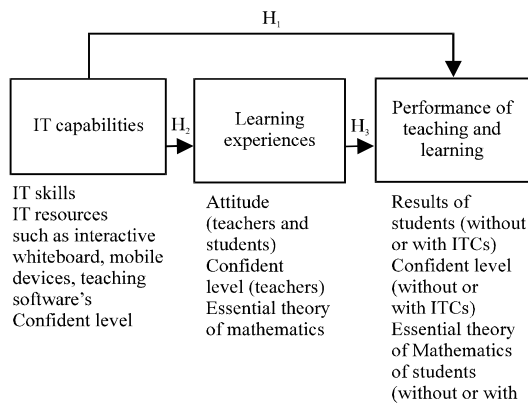 H₁
IT capabilities
H₂
Learning
experiences
H₃
Performance of
teaching and
learning
IT skills
IT resources
such as interactive
whiteboard, mobile
devices, teaching
software's
Confident level
Attitude
(teachers and
students)
Confident
level (teachers)
Essential theory
of mathematics
Results of
students (without
or with ITCs)
Confident level
(without or
with ITCs)
Essential theory
of Mathematics
of students
(without or with